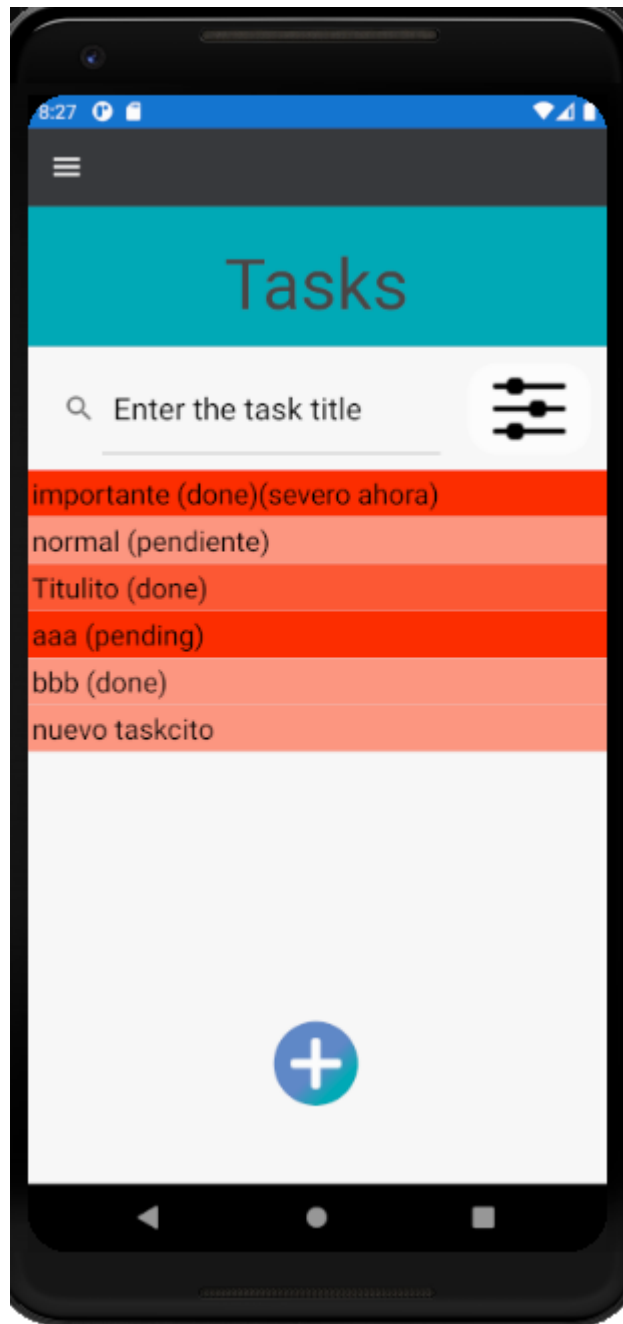 8:27
Tasks
Enter the task title
importante (done)(severo ahora)
normal (pendiente)
Titulito (done)
aaa (pending)
bbb (done)
nuevo taskcito